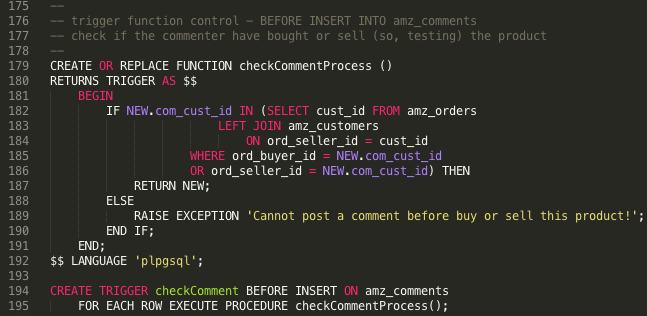 175 --
176 -- trigger function control - BEFORE INSERT INTO amz_comments
177 -- check if the commenter have bought or sell (so, testing) the product
178 --
179 CREATE OR REPLACE FUNCTION checkCommentProcess ()
180 RETURNS TRIGGER AS $$
181     BEGIN
182         IF NEW.com_cust_id IN (SELECT cust_id FROM amz_orders
183                         LEFT JOIN amz_customers
184                             ON ord_seller_id = cust_id
185                     WHERE ord_buyer_id = NEW.com_cust_id
186                     OR ord_seller_id = NEW.com_cust_id) THEN
187             RETURN NEW;
188         ELSE
189             RAISE EXCEPTION 'Cannot post a comment before buy or sell this product!';
190         END IF;
191     END;
192 $$ LANGUAGE 'plpgsql';
193
194 CREATE TRIGGER checkComment BEFORE INSERT ON amz_comments
195     FOR EACH ROW EXECUTE PROCEDURE checkCommentProcess();